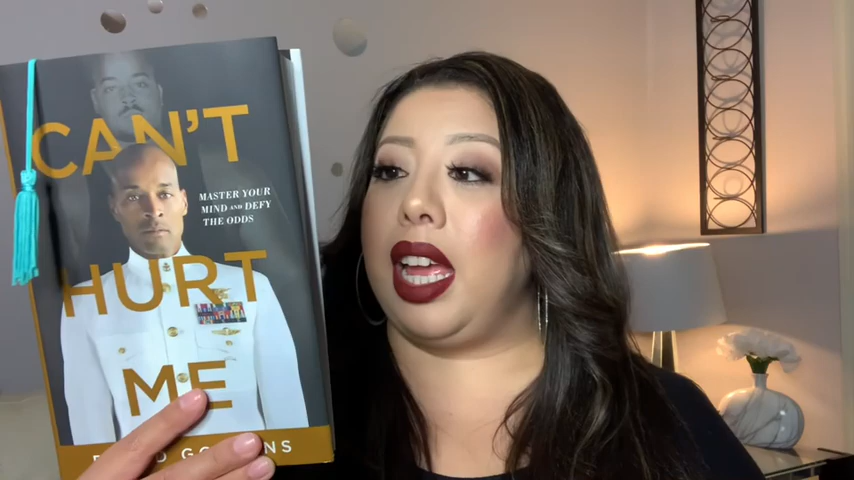 CAN'T
MASTER YOUR
MIND AND DEFY
THE ODDS
HURT
ME